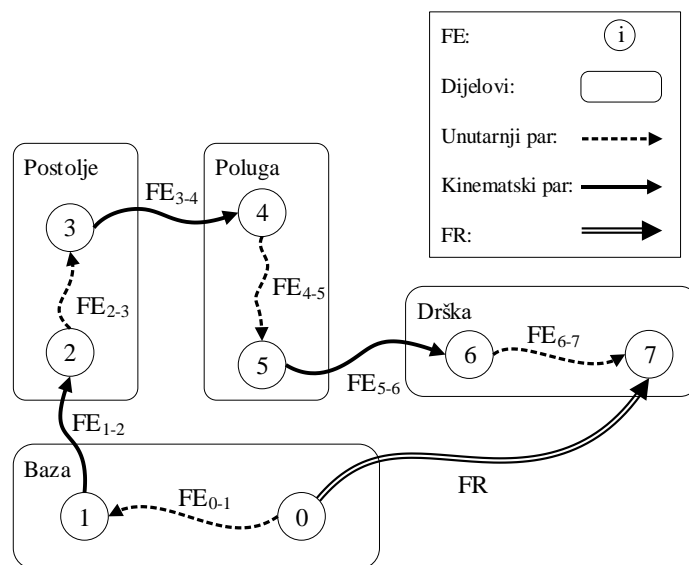 FE:
i
Dijelovi:
Unutarnji par:
Kinematski par:
FR:
Postolje
Poluga
FE3-4
3
4
FE2-3
FE4-5
2
5
Drška
6
FE6-7
7
FE5-6
FE1-2
Baza
FE0-1
1
0
FR